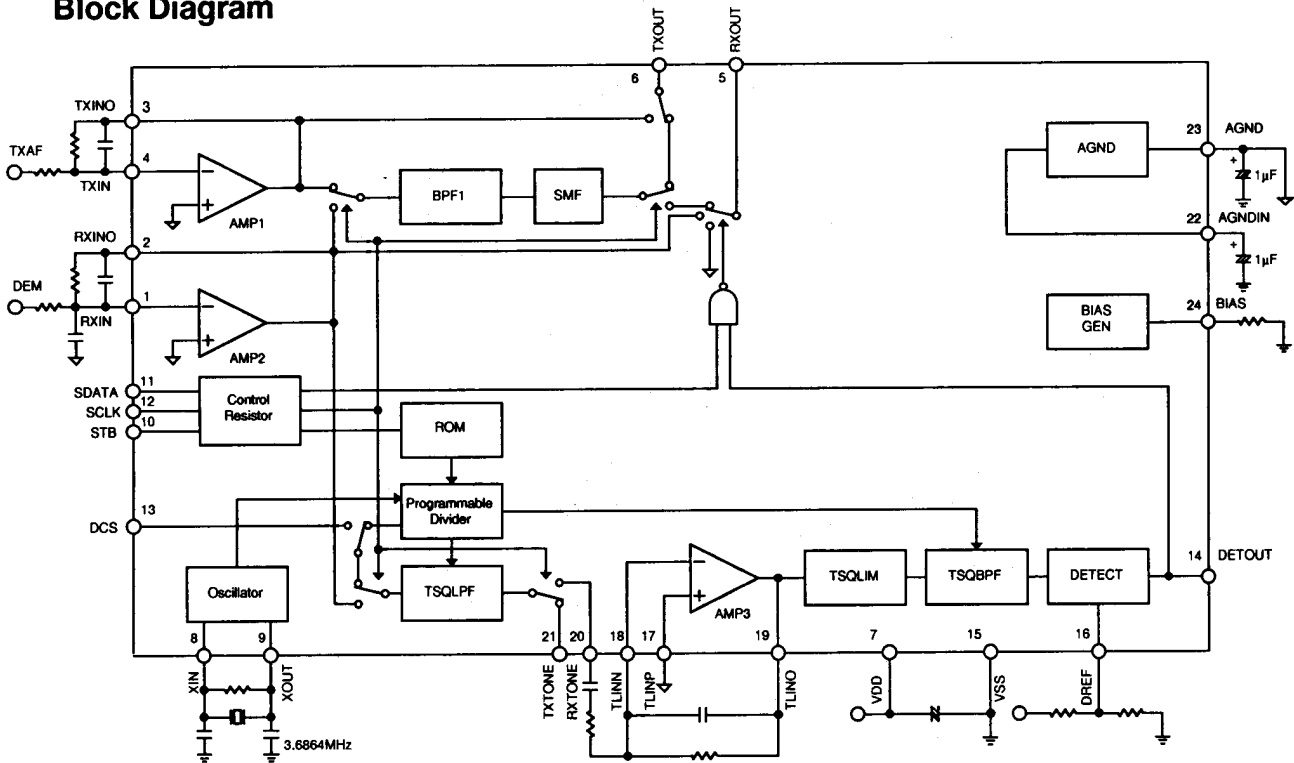 Block Diagram
TXOUT
RXOUT
6
5
TXINO
3
TXAF
4
TXIN
AMP1
BPF1
SMF
AGND
23
AGND
1µF
22
AGNDIN
1µF
RXINO
2
DEM
1
RXIN
AMP2
BIAS
GEN
24
BIAS
SDATA
11
SCLK
12
STB
10
Control
Resistor
ROM
DCS
13
Programmable
Divider
Oscillator
TSQLPF
AMP3
TSQLIM
TSQBPF
DETECT
14
DETOUT
8
9
21
20
18
17
19
7
15
16
XIN
XOUT
TXTONE
RXTONE
TLINN
TLINP
TLINO
VDD
VSS
DREF
3.6864MHz